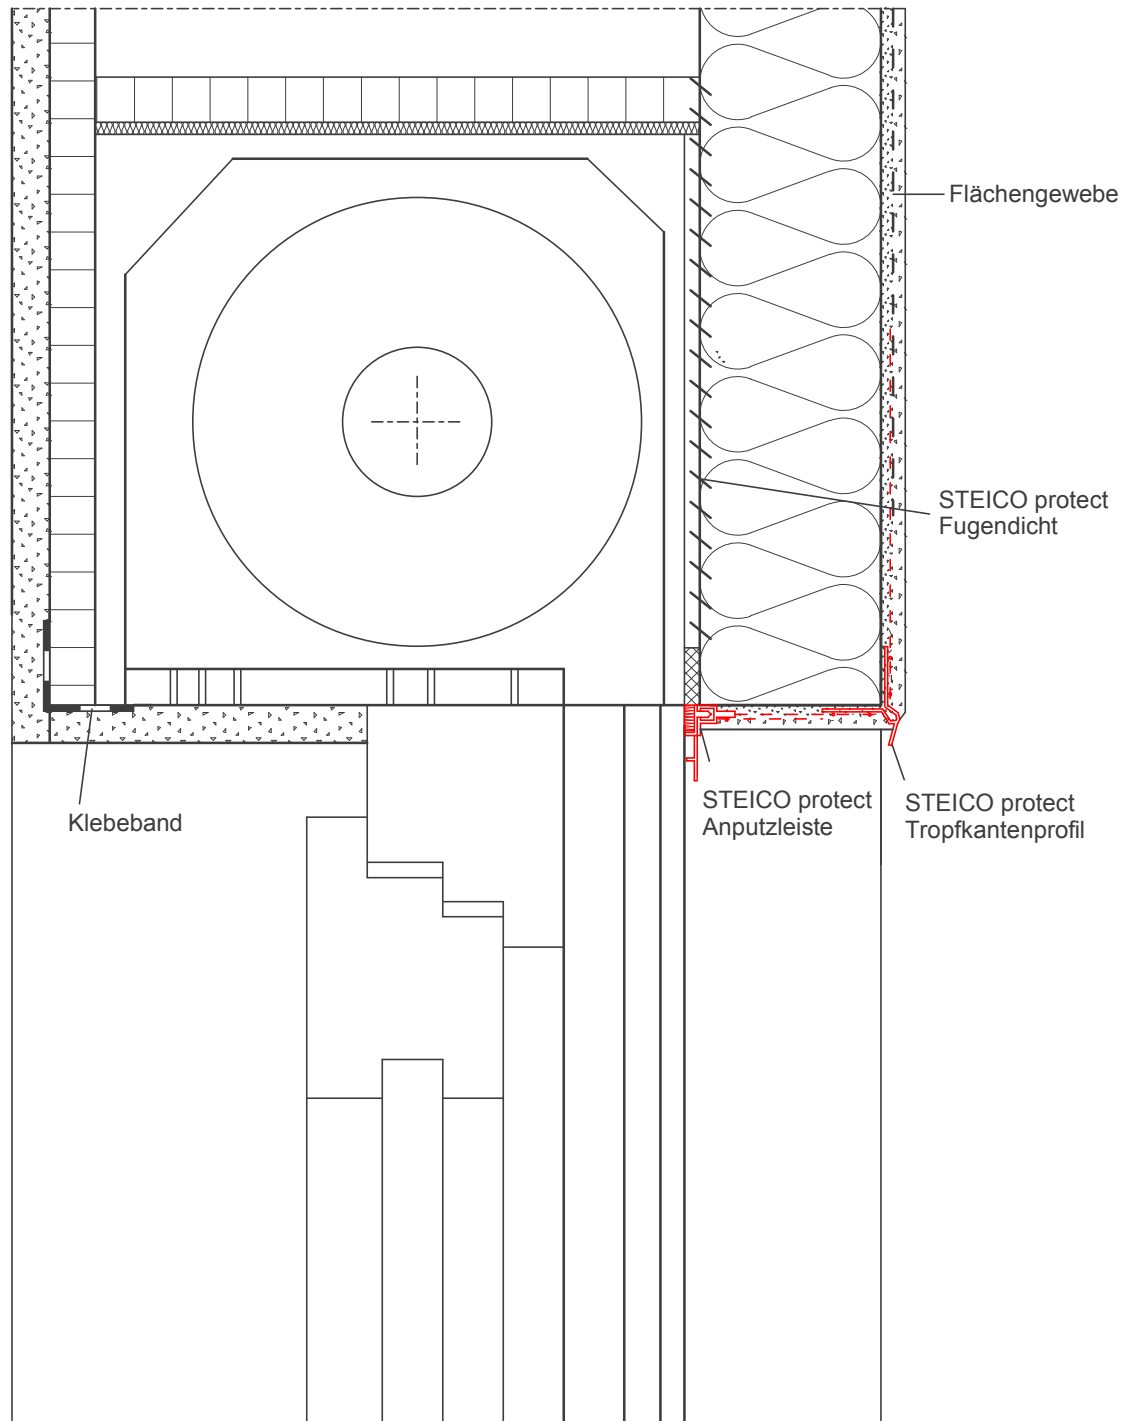 Flächengewebe
STEICO protect
Fugendicht
STEICO protect
Anputzleiste
STEICO protect
Tropfkantenprofil
Klebeband